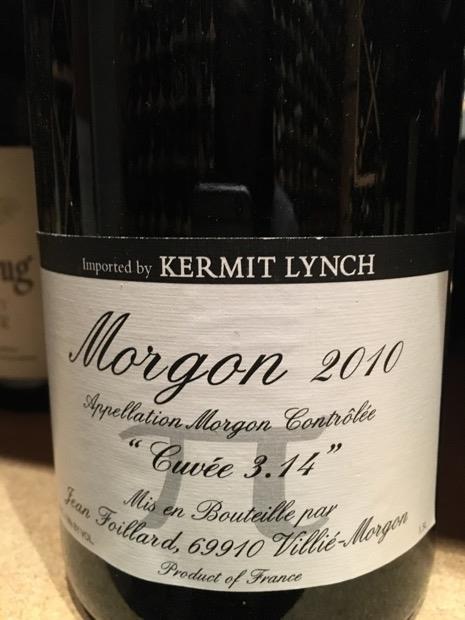 ug
Imported by KERMIT LYNCH
Morgon 2010
Appellation Morgon Contrôlée
π
“Cuvée 3.14”
Mis en Bouteille par
Jean Foillard, 69910 Villié-Morgon
Product of France